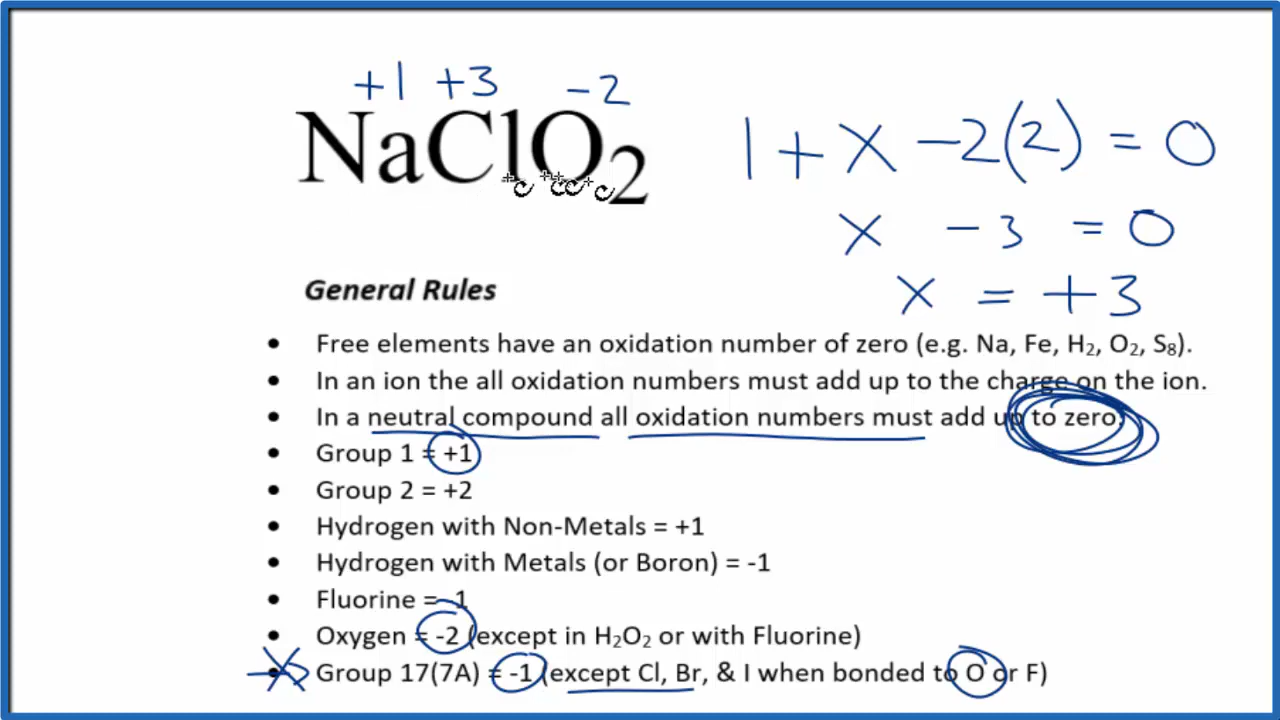 +1 +3 -2
NaClO₂
1 + x -2(2) = 0
x -3 = 0
x = +3
General Rules
• Free elements have an oxidation number of zero (e.g. Na, Fe, H₂, O₂, S₈).
• In an ion the all oxidation numbers must add up to the charge on the ion.
• In a neutral compound all oxidation numbers must add up to zero.
• Group 1 = +1
• Group 2 = +2
• Hydrogen with Non-Metals = +1
• Hydrogen with Metals (or Boron) = -1
• Fluorine = -1
• Oxygen = -2 (except in H₂O₂ or with Fluorine)
• Group 17(7A) = -1 (except Cl, Br, & I when bonded to O or F)